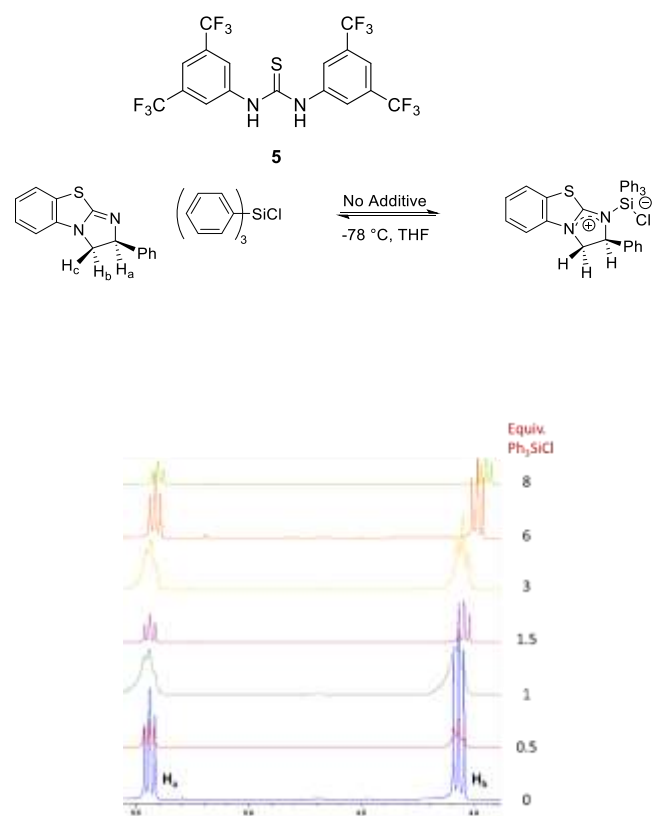 CF₃ CF₃
S
F₃C N N CF₃
H H
5
S
N
N
Ph
Hc Hb Ha
SiCl
3
No Additive
-78 °C, THF
Ph₃
S Si ⊖
N Cl
N ⊕
Ph
H H H
Equiv.
Ph₃SiCl
8
6
3
1.5
1
0.5
Ha Hb 0